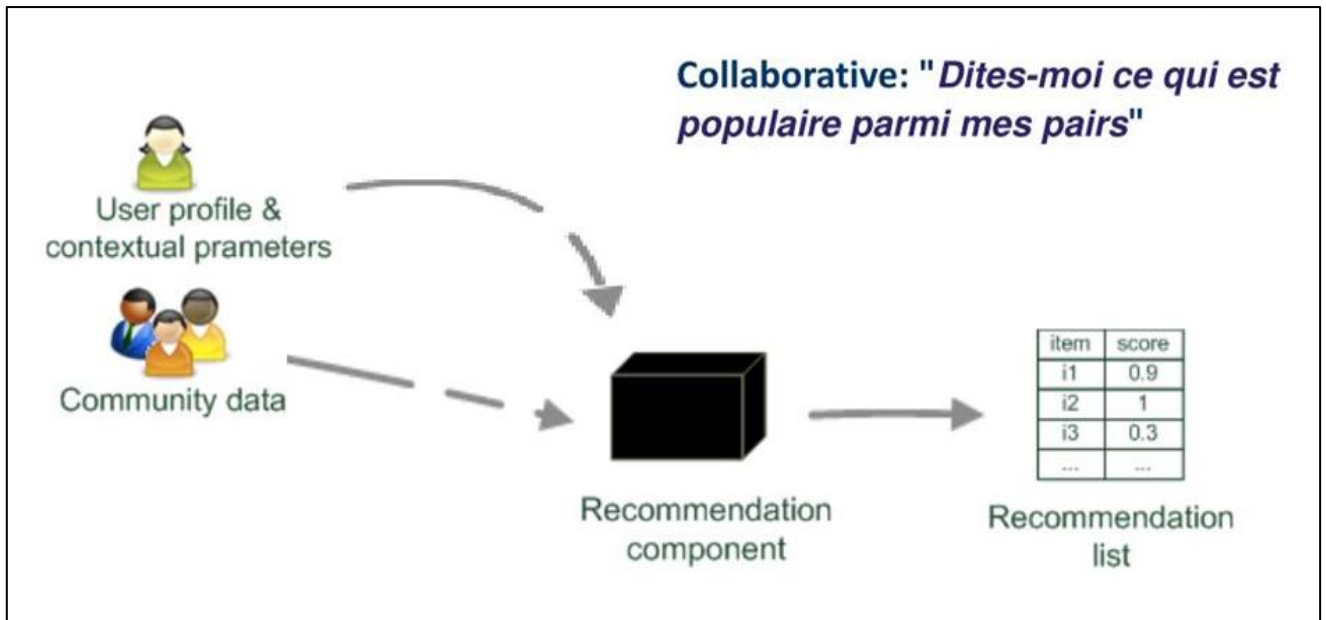 Collaborative: "Dites-moi ce qui est
populaire parmi mes pairs"
User profile &
contextual prameters
Community data
Recommendation
component
item score
i1 0.9
i2 1
i3 0.3
... ...
Recommendation
list